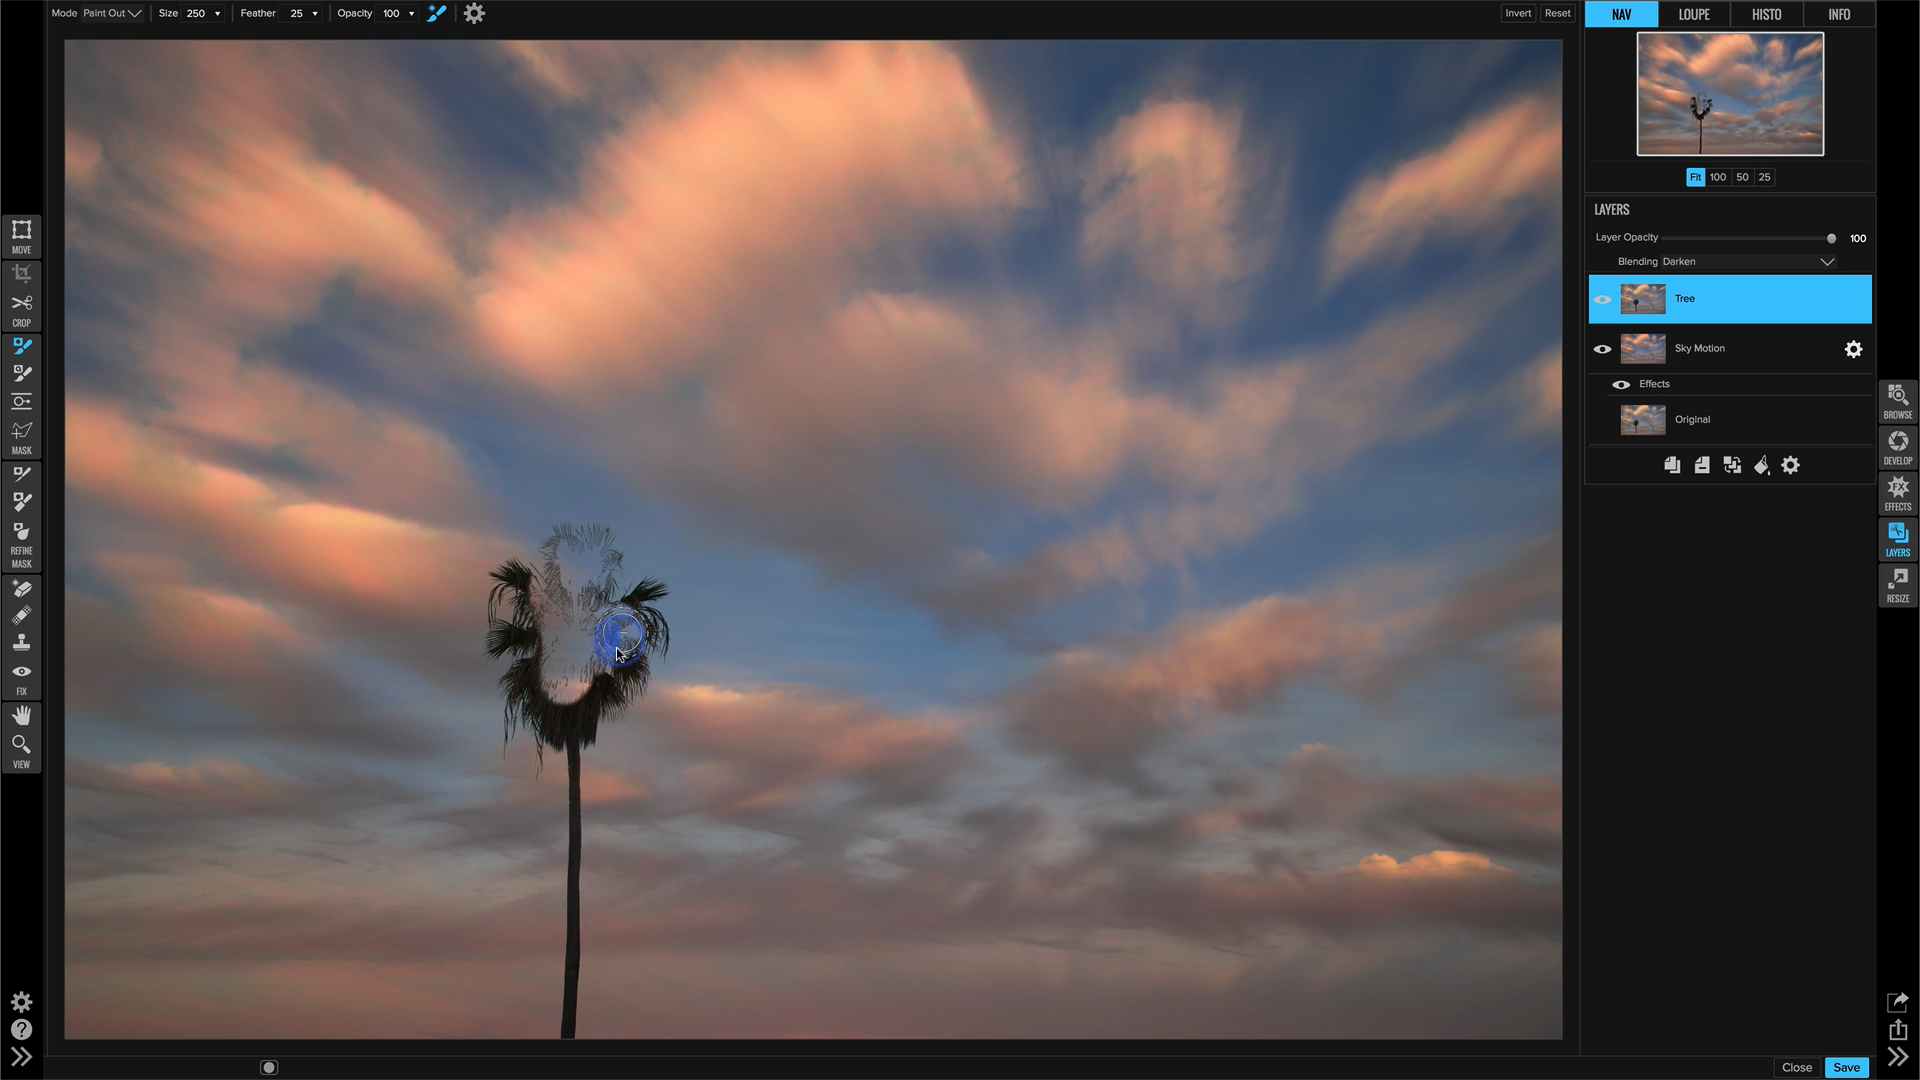 Mode Paint Out Size 250 Feather 25 Opacity 100 Invert Reset
NAV LOUPE HISTO INFO
Fit 100 50 25
LAYERS
Layer Opacity 100
Blending Darken
Tree
Sky Motion
Effects
Original
MOVE
CROP
MASK
REFINE
MASK
FIX
VIEW
BROWSE
DEVELOP
FX
EFFECTS
LAYERS
RESIZE
Close Save